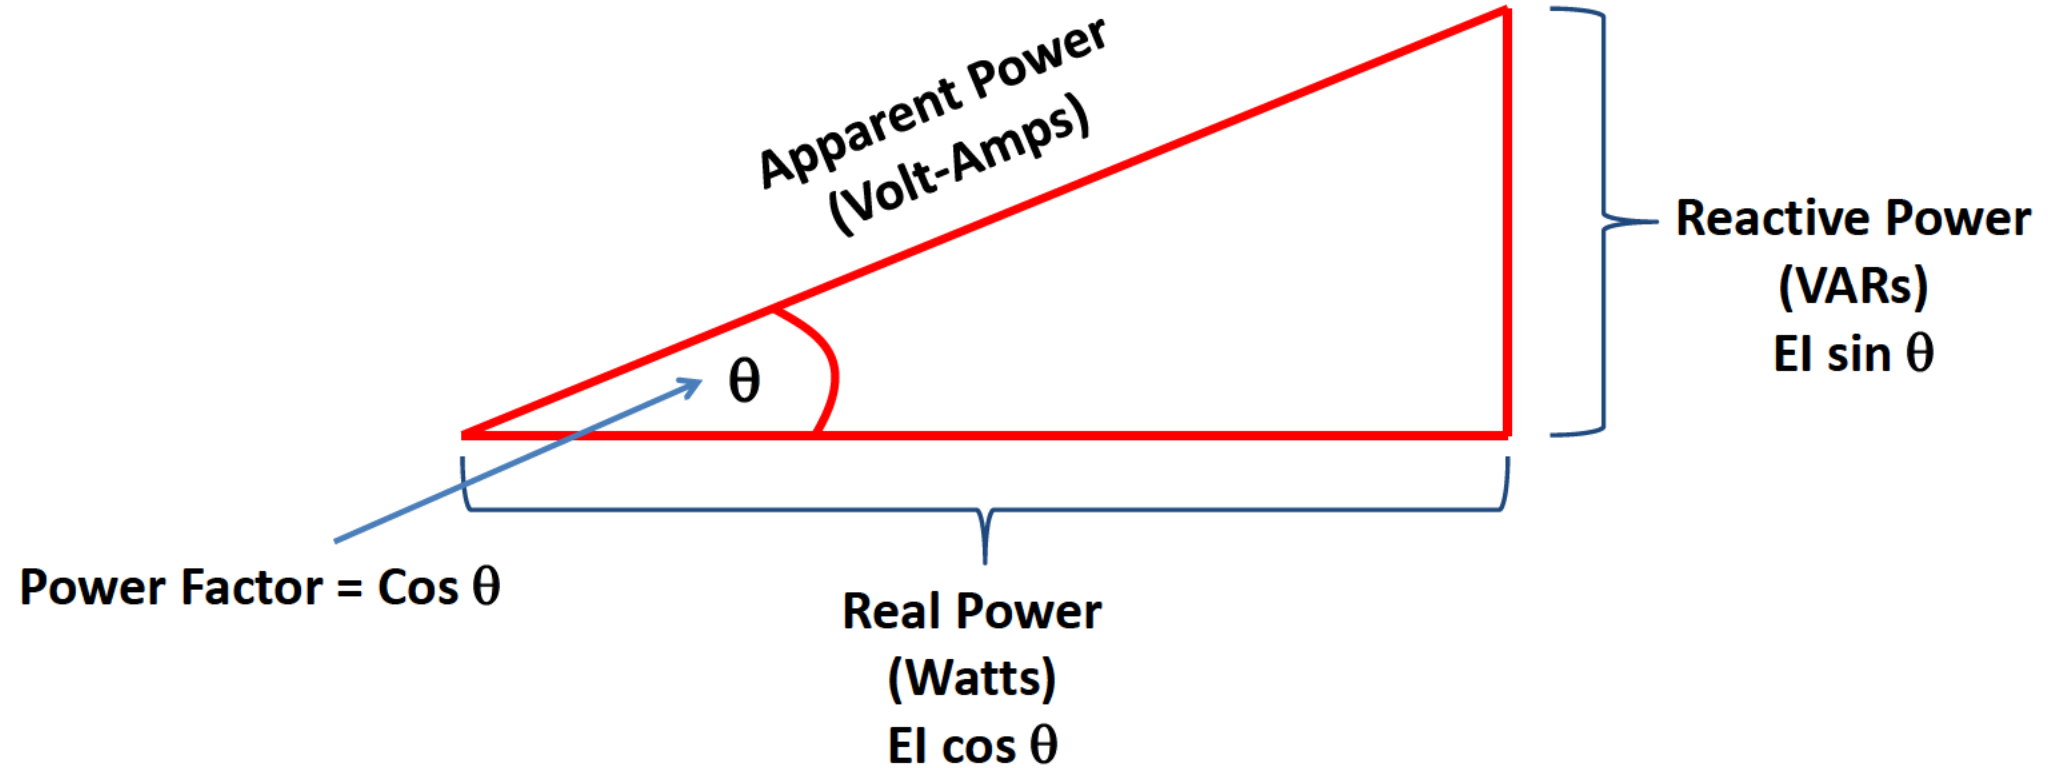 Apparent Power
(Volt-Amps)
Reactive Power
(VARs)
EI sin θ
θ
Power Factor = Cos θ
Real Power
(Watts)
EI cos θ